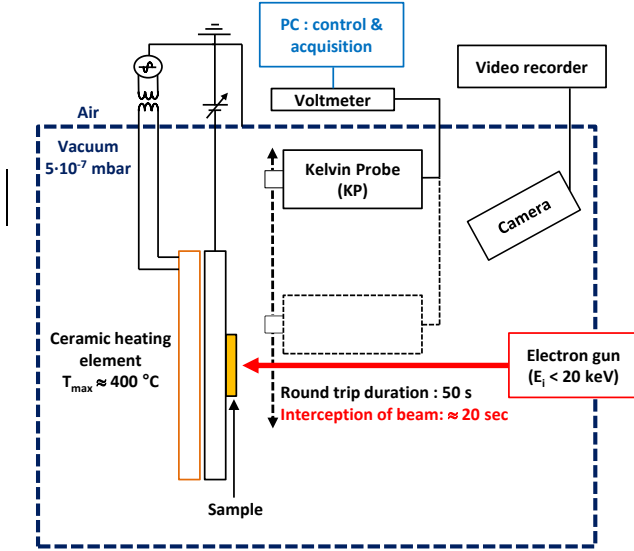 PC : control &
acquisition
Video recorder
Voltmeter
Air
Vacuum
5·10⁻⁷ mbar
Kelvin Probe
(KP)
Camera
Ceramic heating
element
Tmax ≈ 400 °C
Electron gun
(Ei < 20 keV)
Round trip duration : 50 s
Interception of beam: ≈ 20 sec
Sample